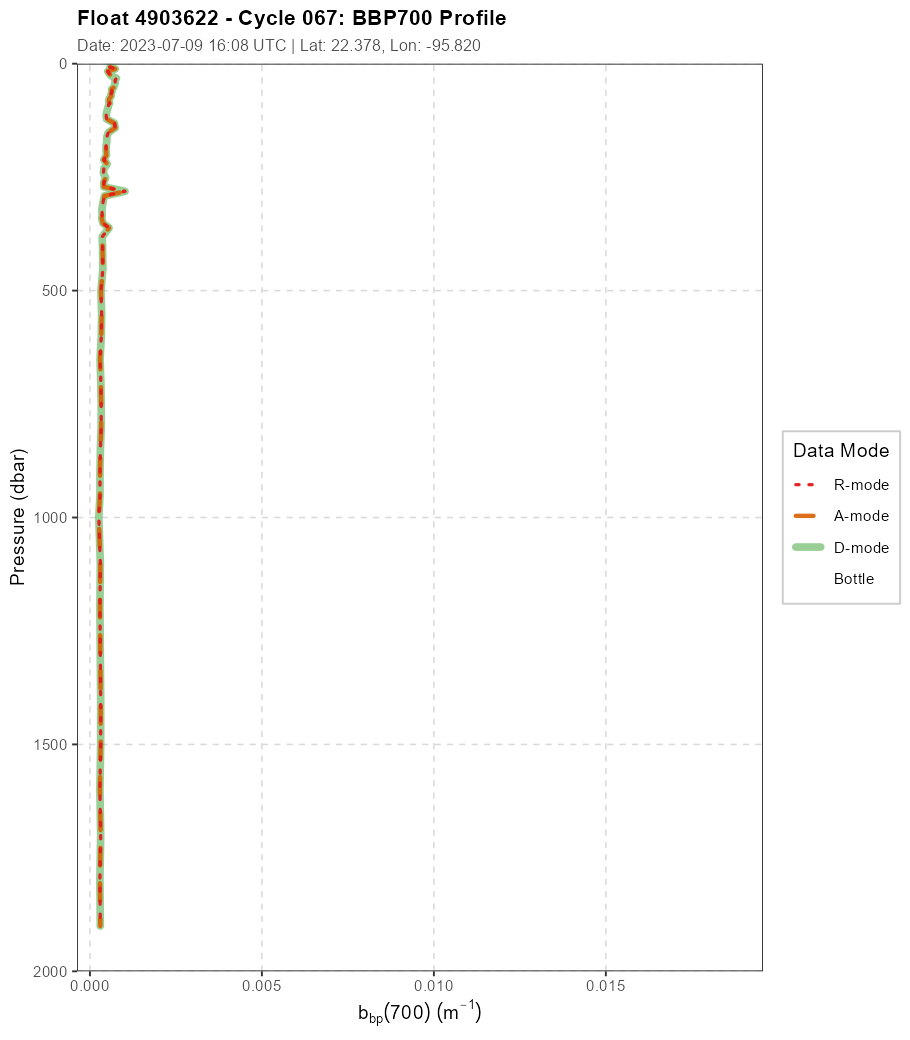 Float 4903622 - Cycle 067: BBP700 Profile
Date: 2023-07-09 16:08 UTC | Lat: 22.378, Lon: -95.820
0
500
1000
1500
2000
Pressure (dbar)
0.000 0.005 0.010 0.015
b_bp(700) (m⁻¹)
Data Mode
R-mode
A-mode
D-mode
Bottle